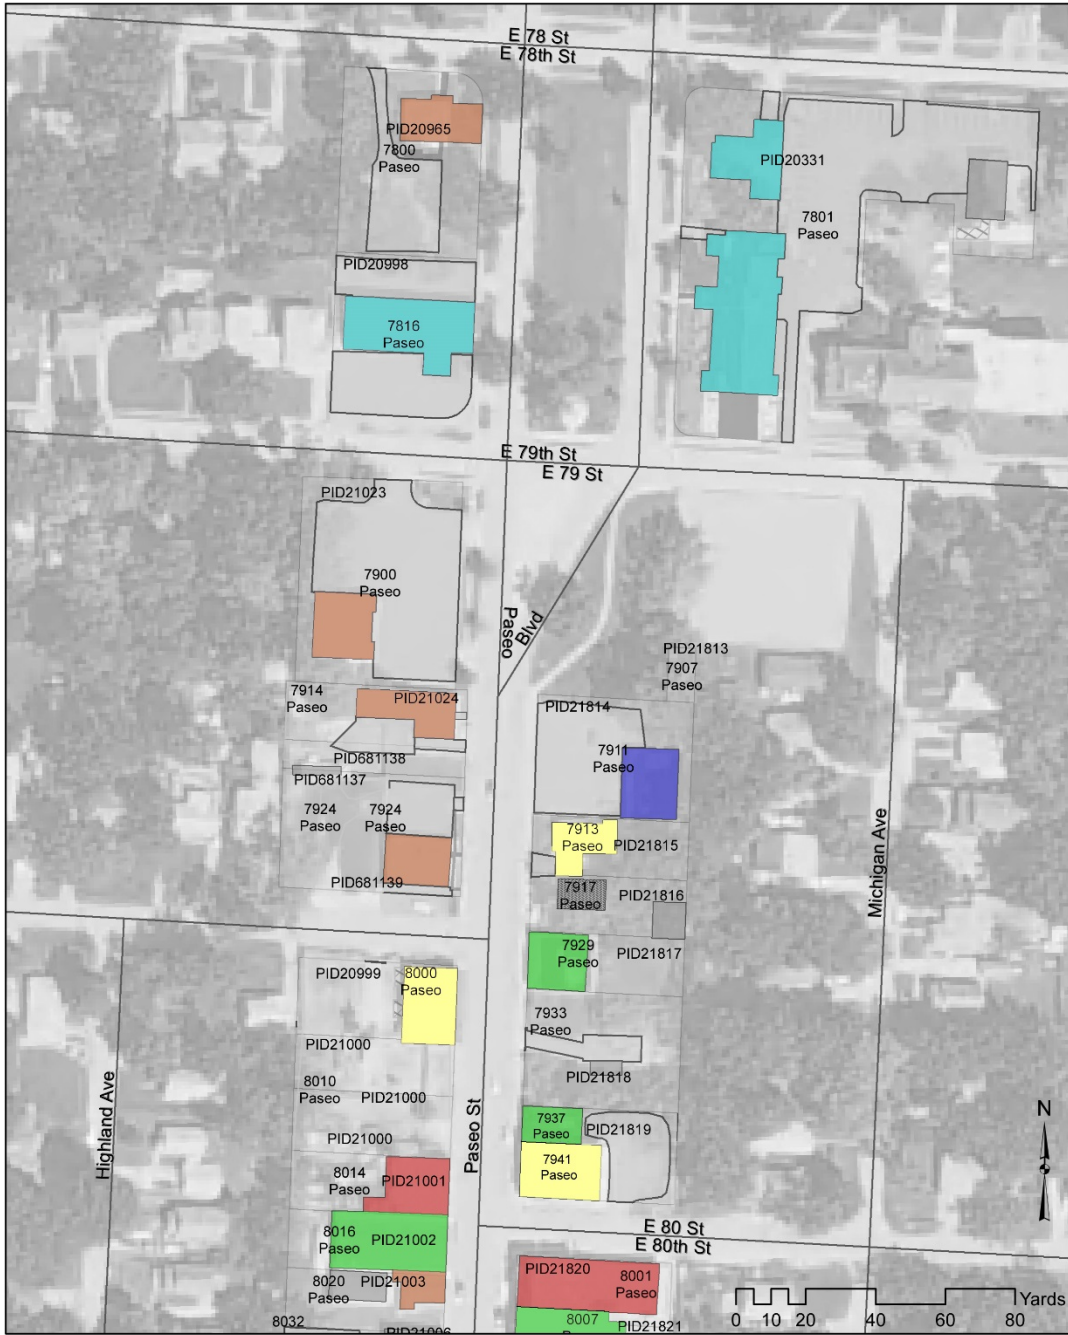 E 78 St
E 78th St
PID20965
7800
Paseo
PID20331
7801
Paseo
PID20998
7816
Paseo
E 79th St
E 79 St
PID21023
7900
Paseo
Paseo
Blvd
PID21813
7907
Paseo
7914
Paseo
PID21024
PID21814
7911
Paseo
PID681138
PID681137
7924
Paseo
7924
Paseo
7913
Paseo
PID21815
Michigan Ave
PID681139
7917
Paseo
PID21816
7929
Paseo
PID21817
PID20999
8000
Paseo
7933
Paseo
PID21000
PID21818
8010
Paseo
PID21000
Highland Ave
Paseo St
N
7937
Paseo
PID21819
PID21000
7941
Paseo
8014
Paseo
PID21001
8016
Paseo
PID21002
E 80 St
E 80th St
PID21820
8001
Paseo
8020
Paseo
PID21003
Yards
0 10 20 40 60 80
8032
8007
Paseo
PID21821
PID21006